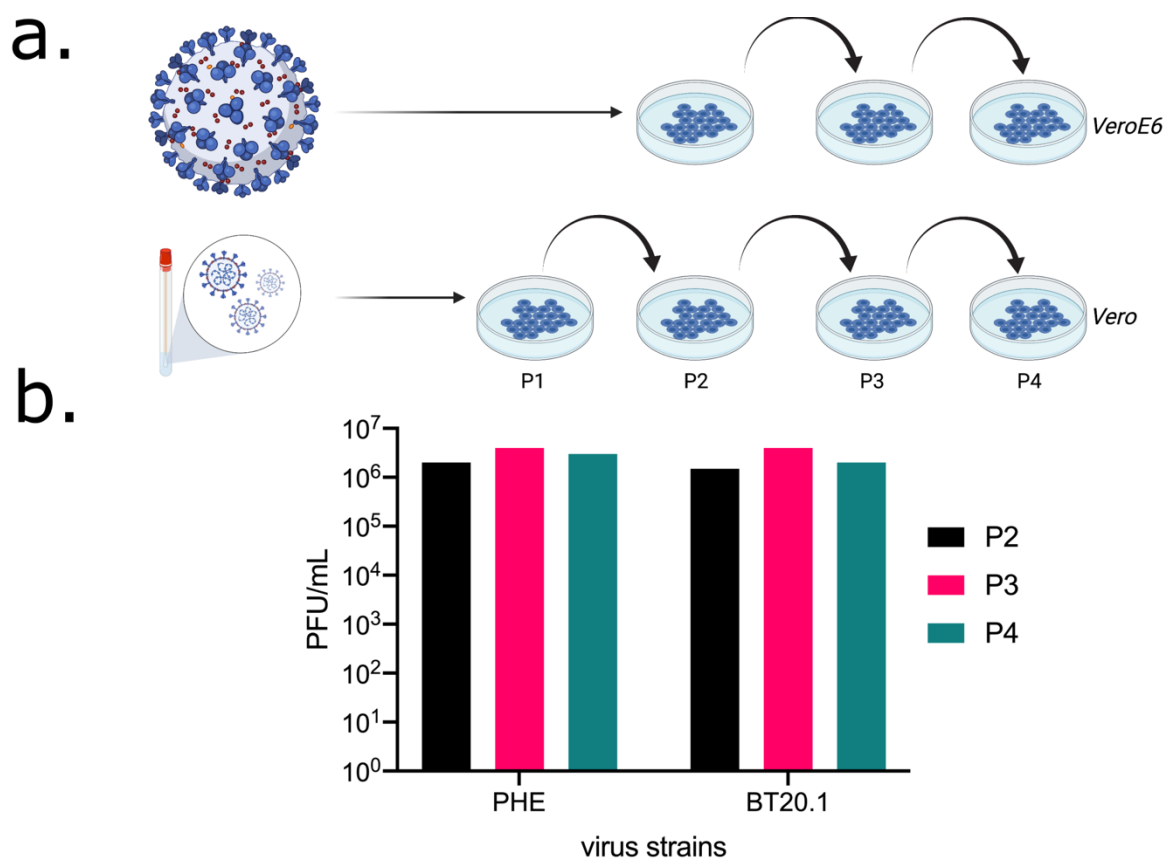 a.
VeroE6
Vero
P1 P2 P3 P4
b.
10⁷
10⁶
10⁵
10⁴
10³
10²
10¹
10⁰
PFU/mL
P2
P3
P4
PHE BT20.1
virus strains